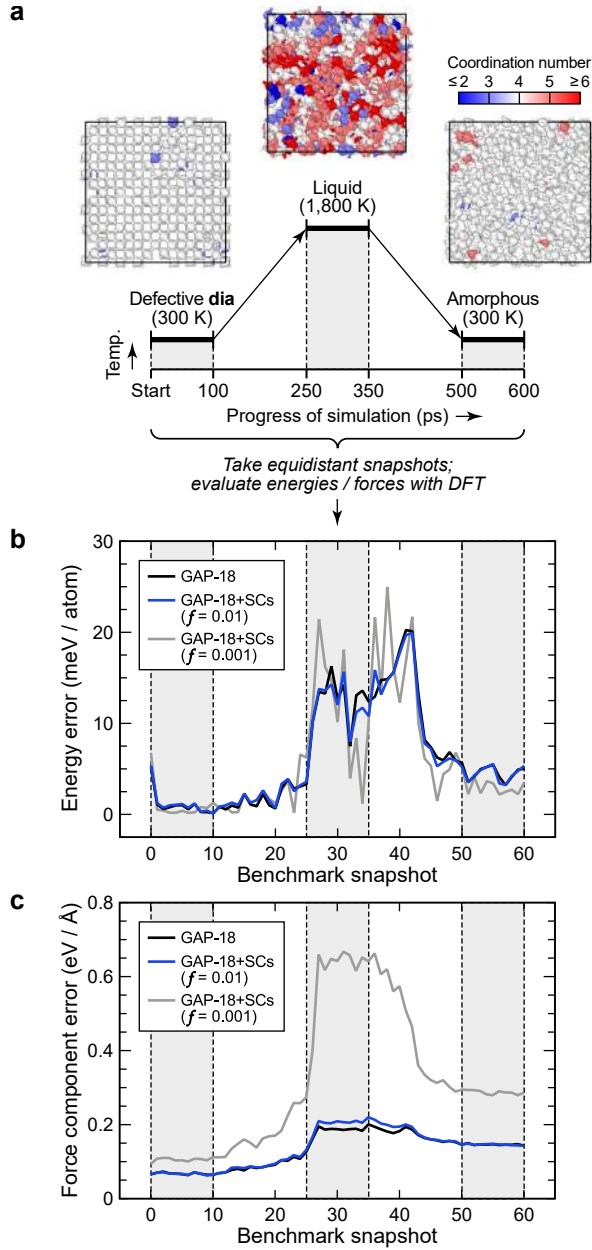 a
Coordination number
≤ 2 3 4 5 ≥6
Liquid
(1,800 K)
Defective dia
(300 K)
Amorphous
(300 K)
Temp.
Start 100 250 350 500 600
Progress of simulation (ps)
Take equidistant snapshots;
evaluate energies / forces with DFT
b
30
20
10
0
Energy error (meV / atom)
GAP-18
GAP-18+SCs
(f = 0.01)
GAP-18+SCs
(f = 0.001)
0 10 20 30 40 50 60
Benchmark snapshot
c
0.8
0.6
0.4
0.2
0
Force component error (eV / Å)
GAP-18
GAP-18+SCs
(f = 0.01)
GAP-18+SCs
(f = 0.001)
0 10 20 30 40 50 60
Benchmark snapshot